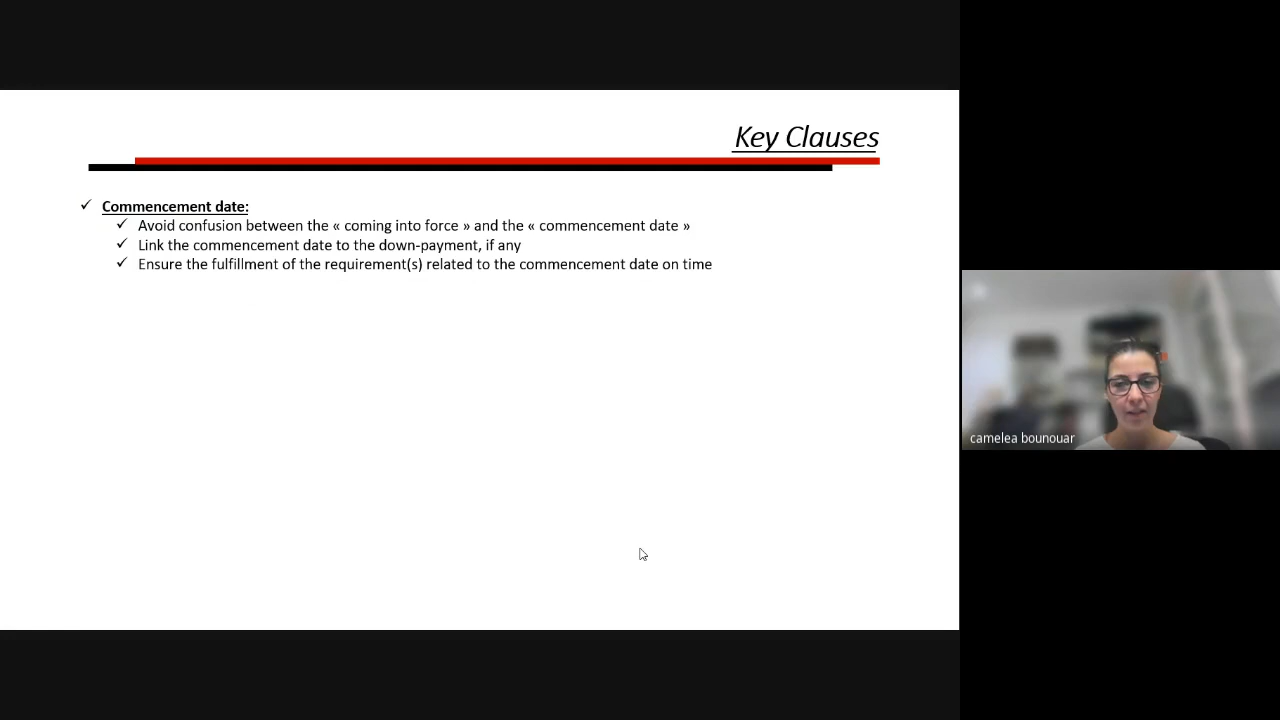 Key Clauses
✓ Commencement date:
✓ Avoid confusion between the « coming into force » and the « commencement date »
✓ Link the commencement date to the down-payment, if any
✓ Ensure the fulfillment of the requirement(s) related to the commencement date on time
camelea bounouar